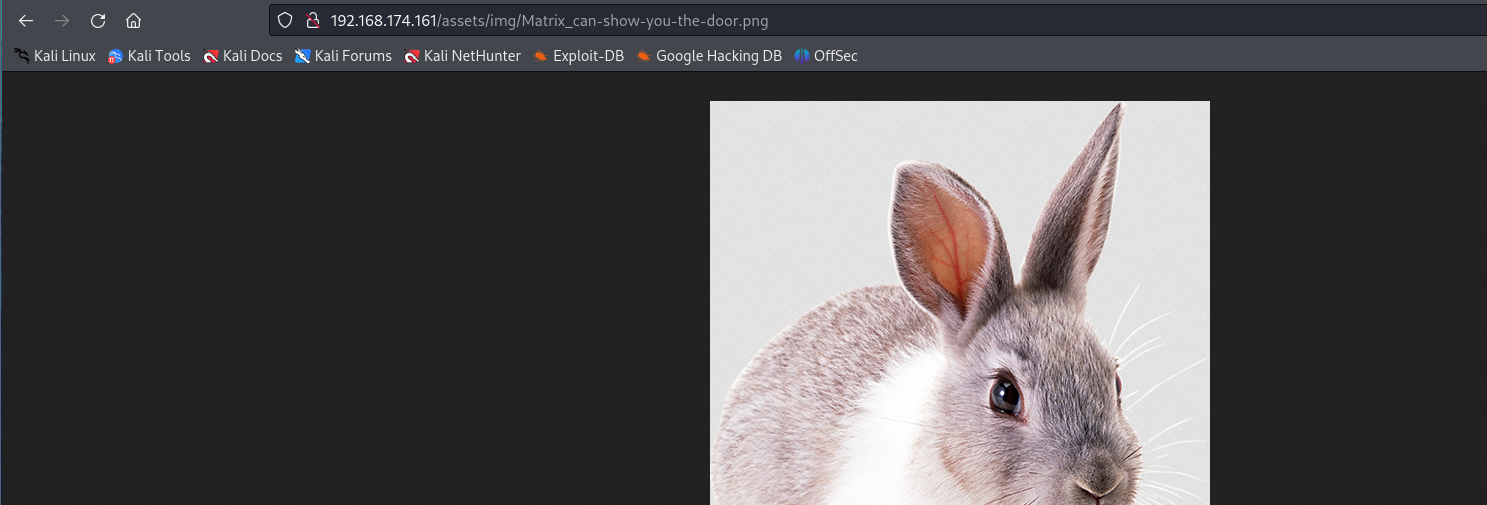 192.168.174.161/assets/img/Matrix_can-show-you-the-door.png
Kali Linux Kali Tools Kali Docs Kali Forums Kali NetHunter Exploit-DB Google Hacking DB OffSec